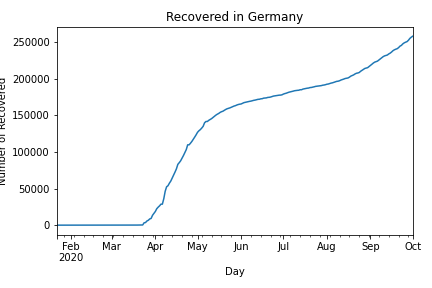 Recovered in Germany
Number of Recovered
250000
200000
150000
100000
50000
0
Feb Mar Apr May Jun Jul Aug Sep Oct
2020
Day